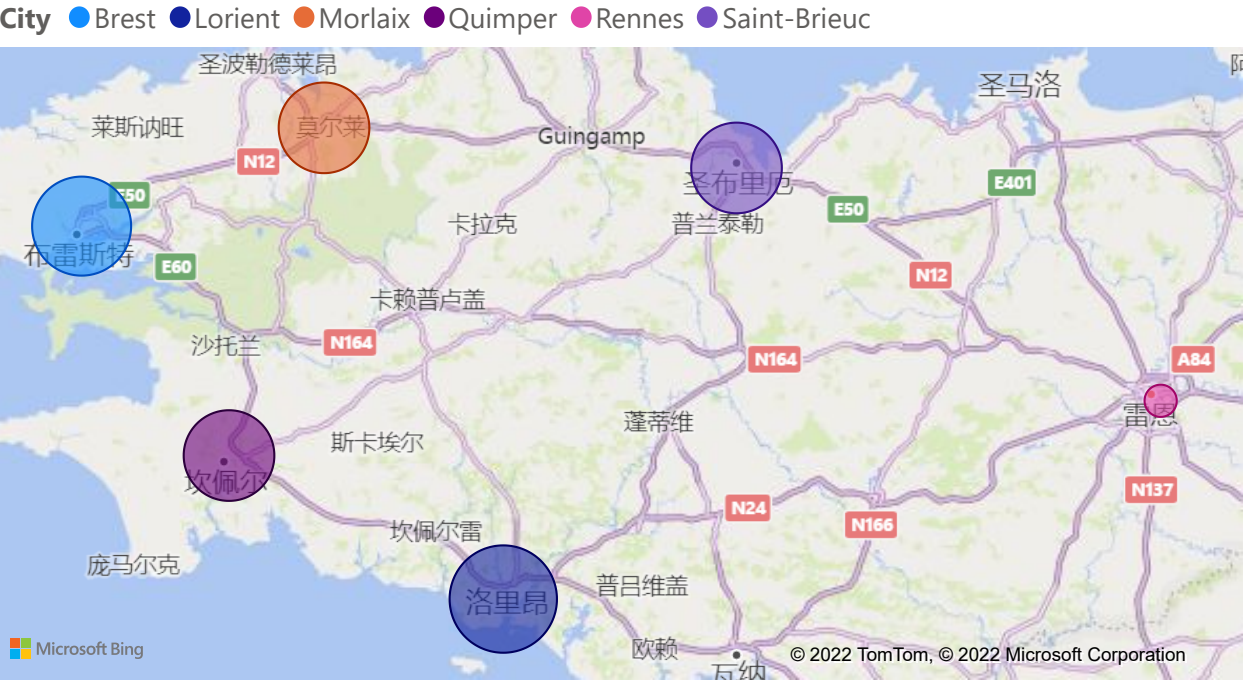 City Brest Lorient Morlaix Quimper Rennes Saint-Brieuc
圣波勒德莱昂
阿
圣马洛
莱斯讷旺
莫尔莱
Guingamp
N12
E50
圣布里厄
E401
E50
卡拉克
普兰泰勒
布雷斯特
E60
N12
卡赖普卢盖
沙托兰
N164
N164
A84
雷恩
蓬蒂维
斯卡埃尔
坎佩尔
N137
N24
N166
坎佩尔雷
庞马尔克
普吕维盖
洛里昂
欧赖
瓦纳
Microsoft Bing
© 2022 TomTom, © 2022 Microsoft Corporation